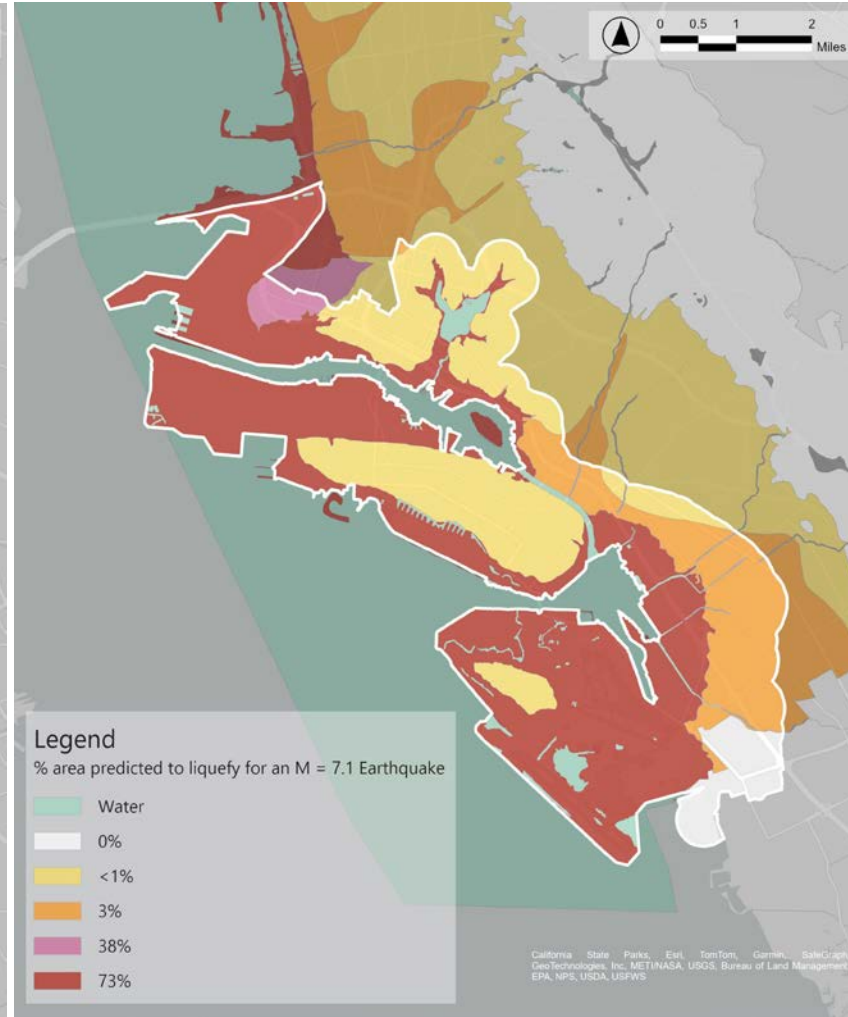 0 0.5 1 2
Miles
Legend
% area predicted to liquefy for an M = 7.1 Earthquake
Water
0%
<1%
3%
38%
73%
California State Parks, Esri, TomTom, Garmin, SafeGraph,
GeoTechnologies, Inc, METI/NASA, USGS, Bureau of Land Management,
EPA, NPS, USDA, USFWS